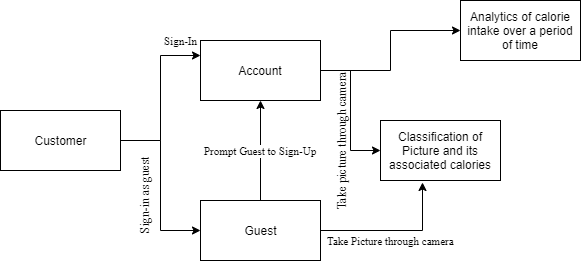 Analytics of calorie
intake over a period
of time
Sign-In
Account
Take picture through camera
Customer
Classification of
Picture and its
associated calories
Prompt Guest to Sign-Up
Sign-in as guest
Guest
Take Picture through camera